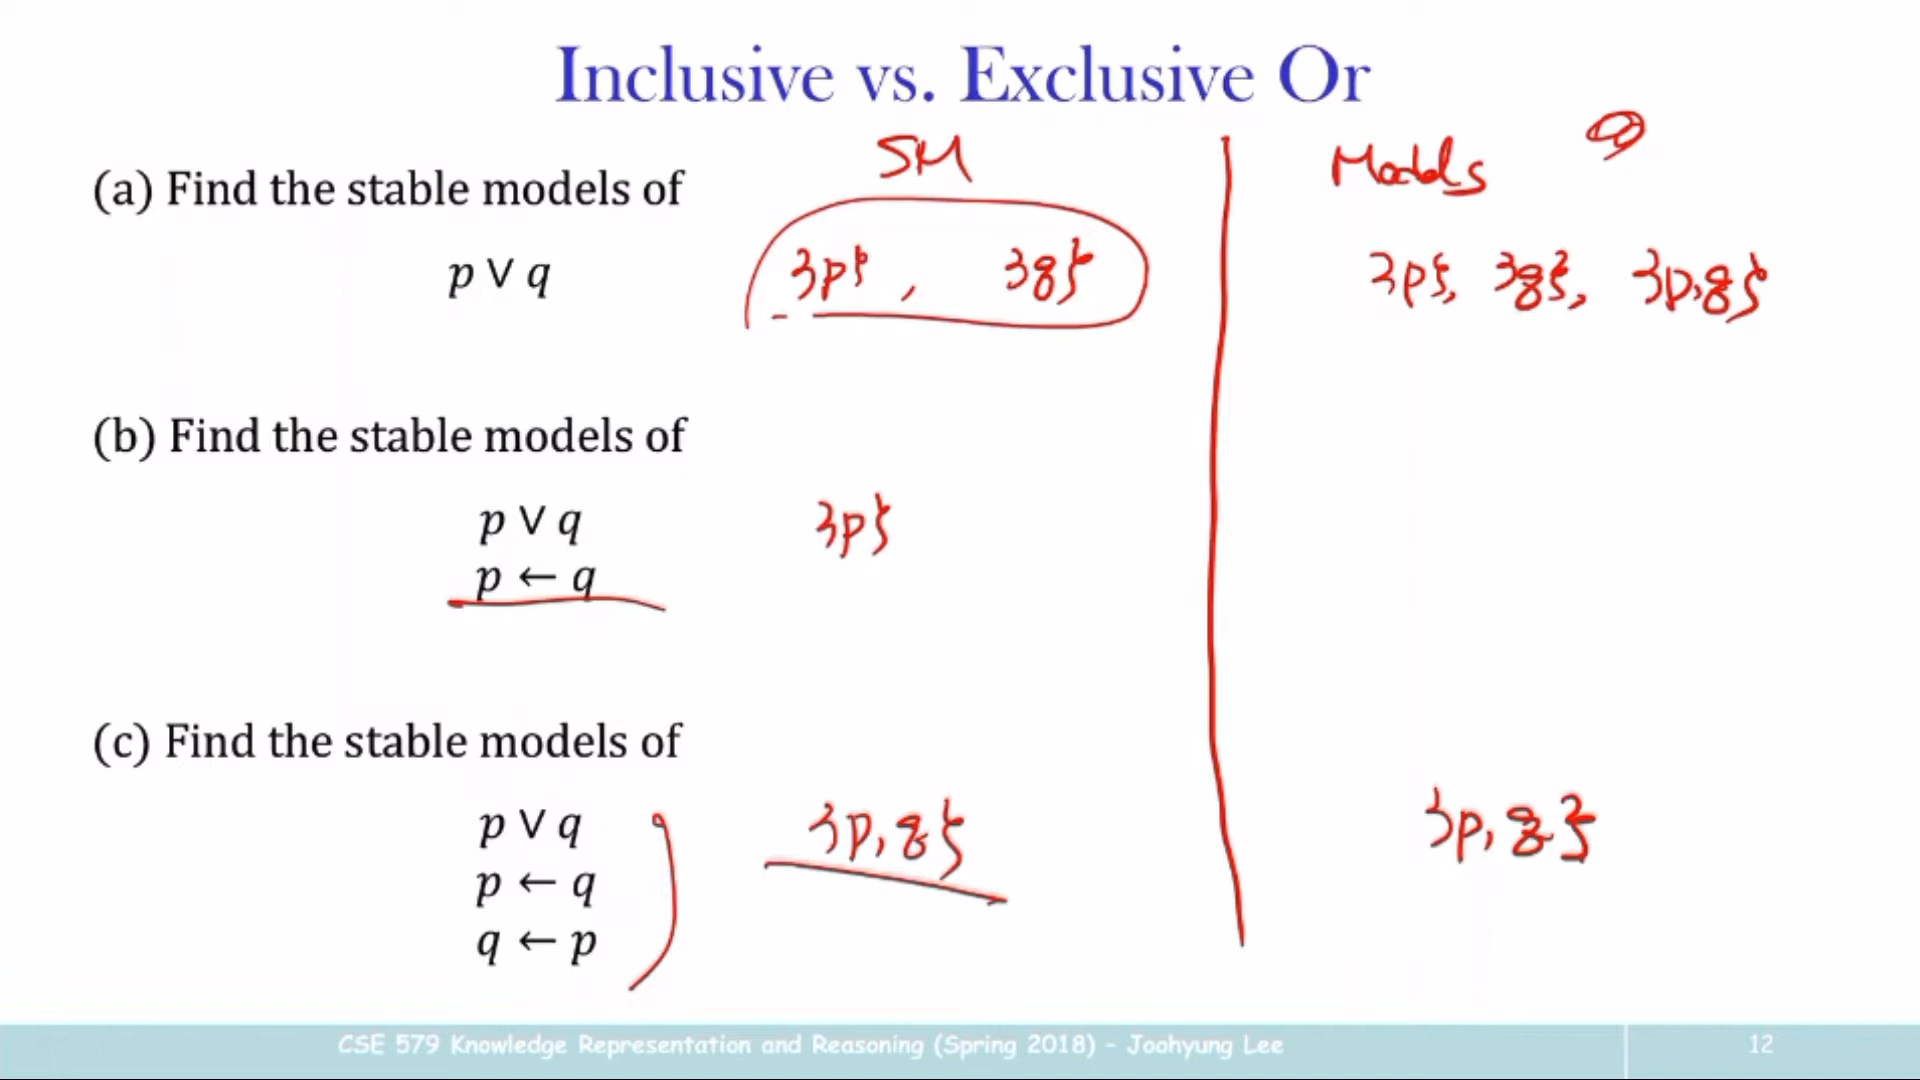 Inclusive vs. Exclusive Or
SM
Models
(a) Find the stable models of
p ∨ q
{p}, {q}
{p}, {q}, {p,q}
(b) Find the stable models of
p ∨ q
{p}
p ← q
(c) Find the stable models of
p ∨ q
{p,q}
{p,q}
p ← q
q ← p
CSE 579 Knowledge Representation and Reasoning (Spring 2018) – Joohyung Lee
12